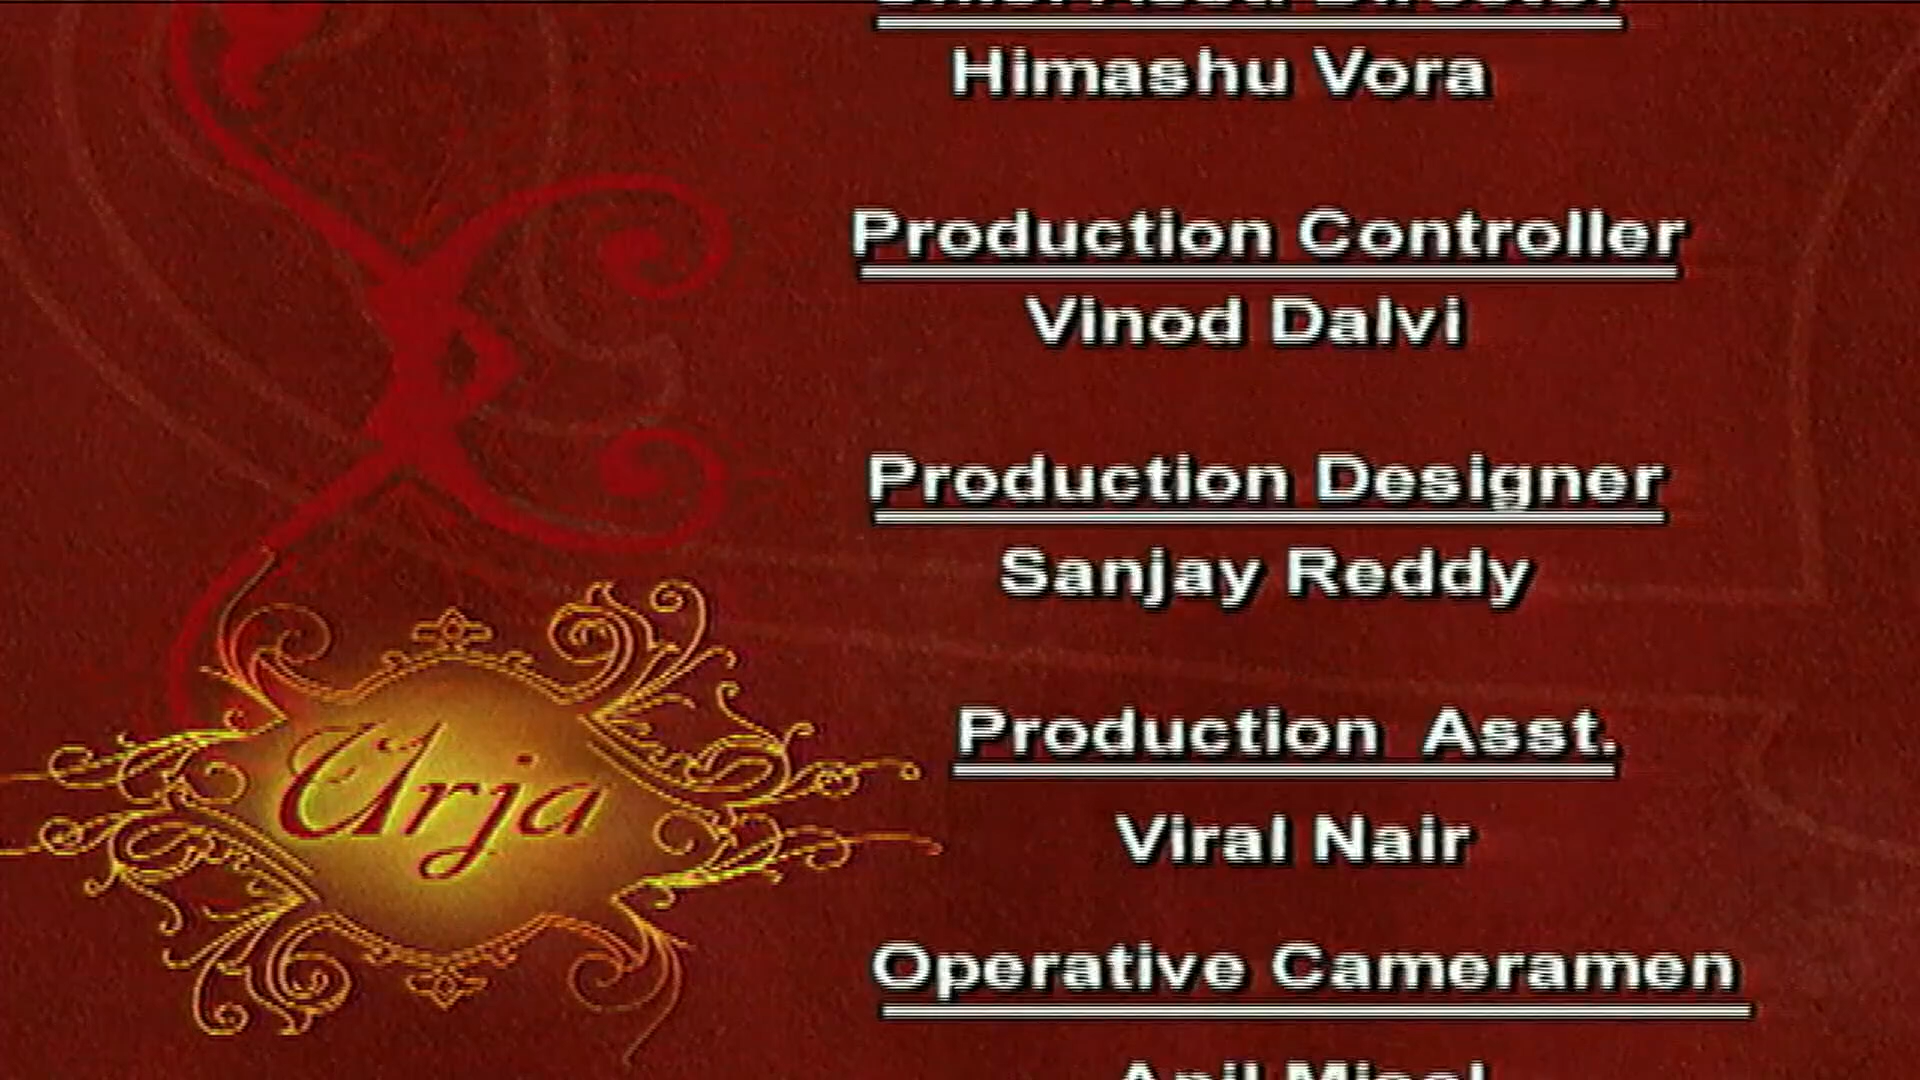 Himashu Vora
Production Controller
Vinod Dalvi
Production Designer
Sanjay Reddy
Production Asst.
Viral Nair
Operative Cameramen
Urja